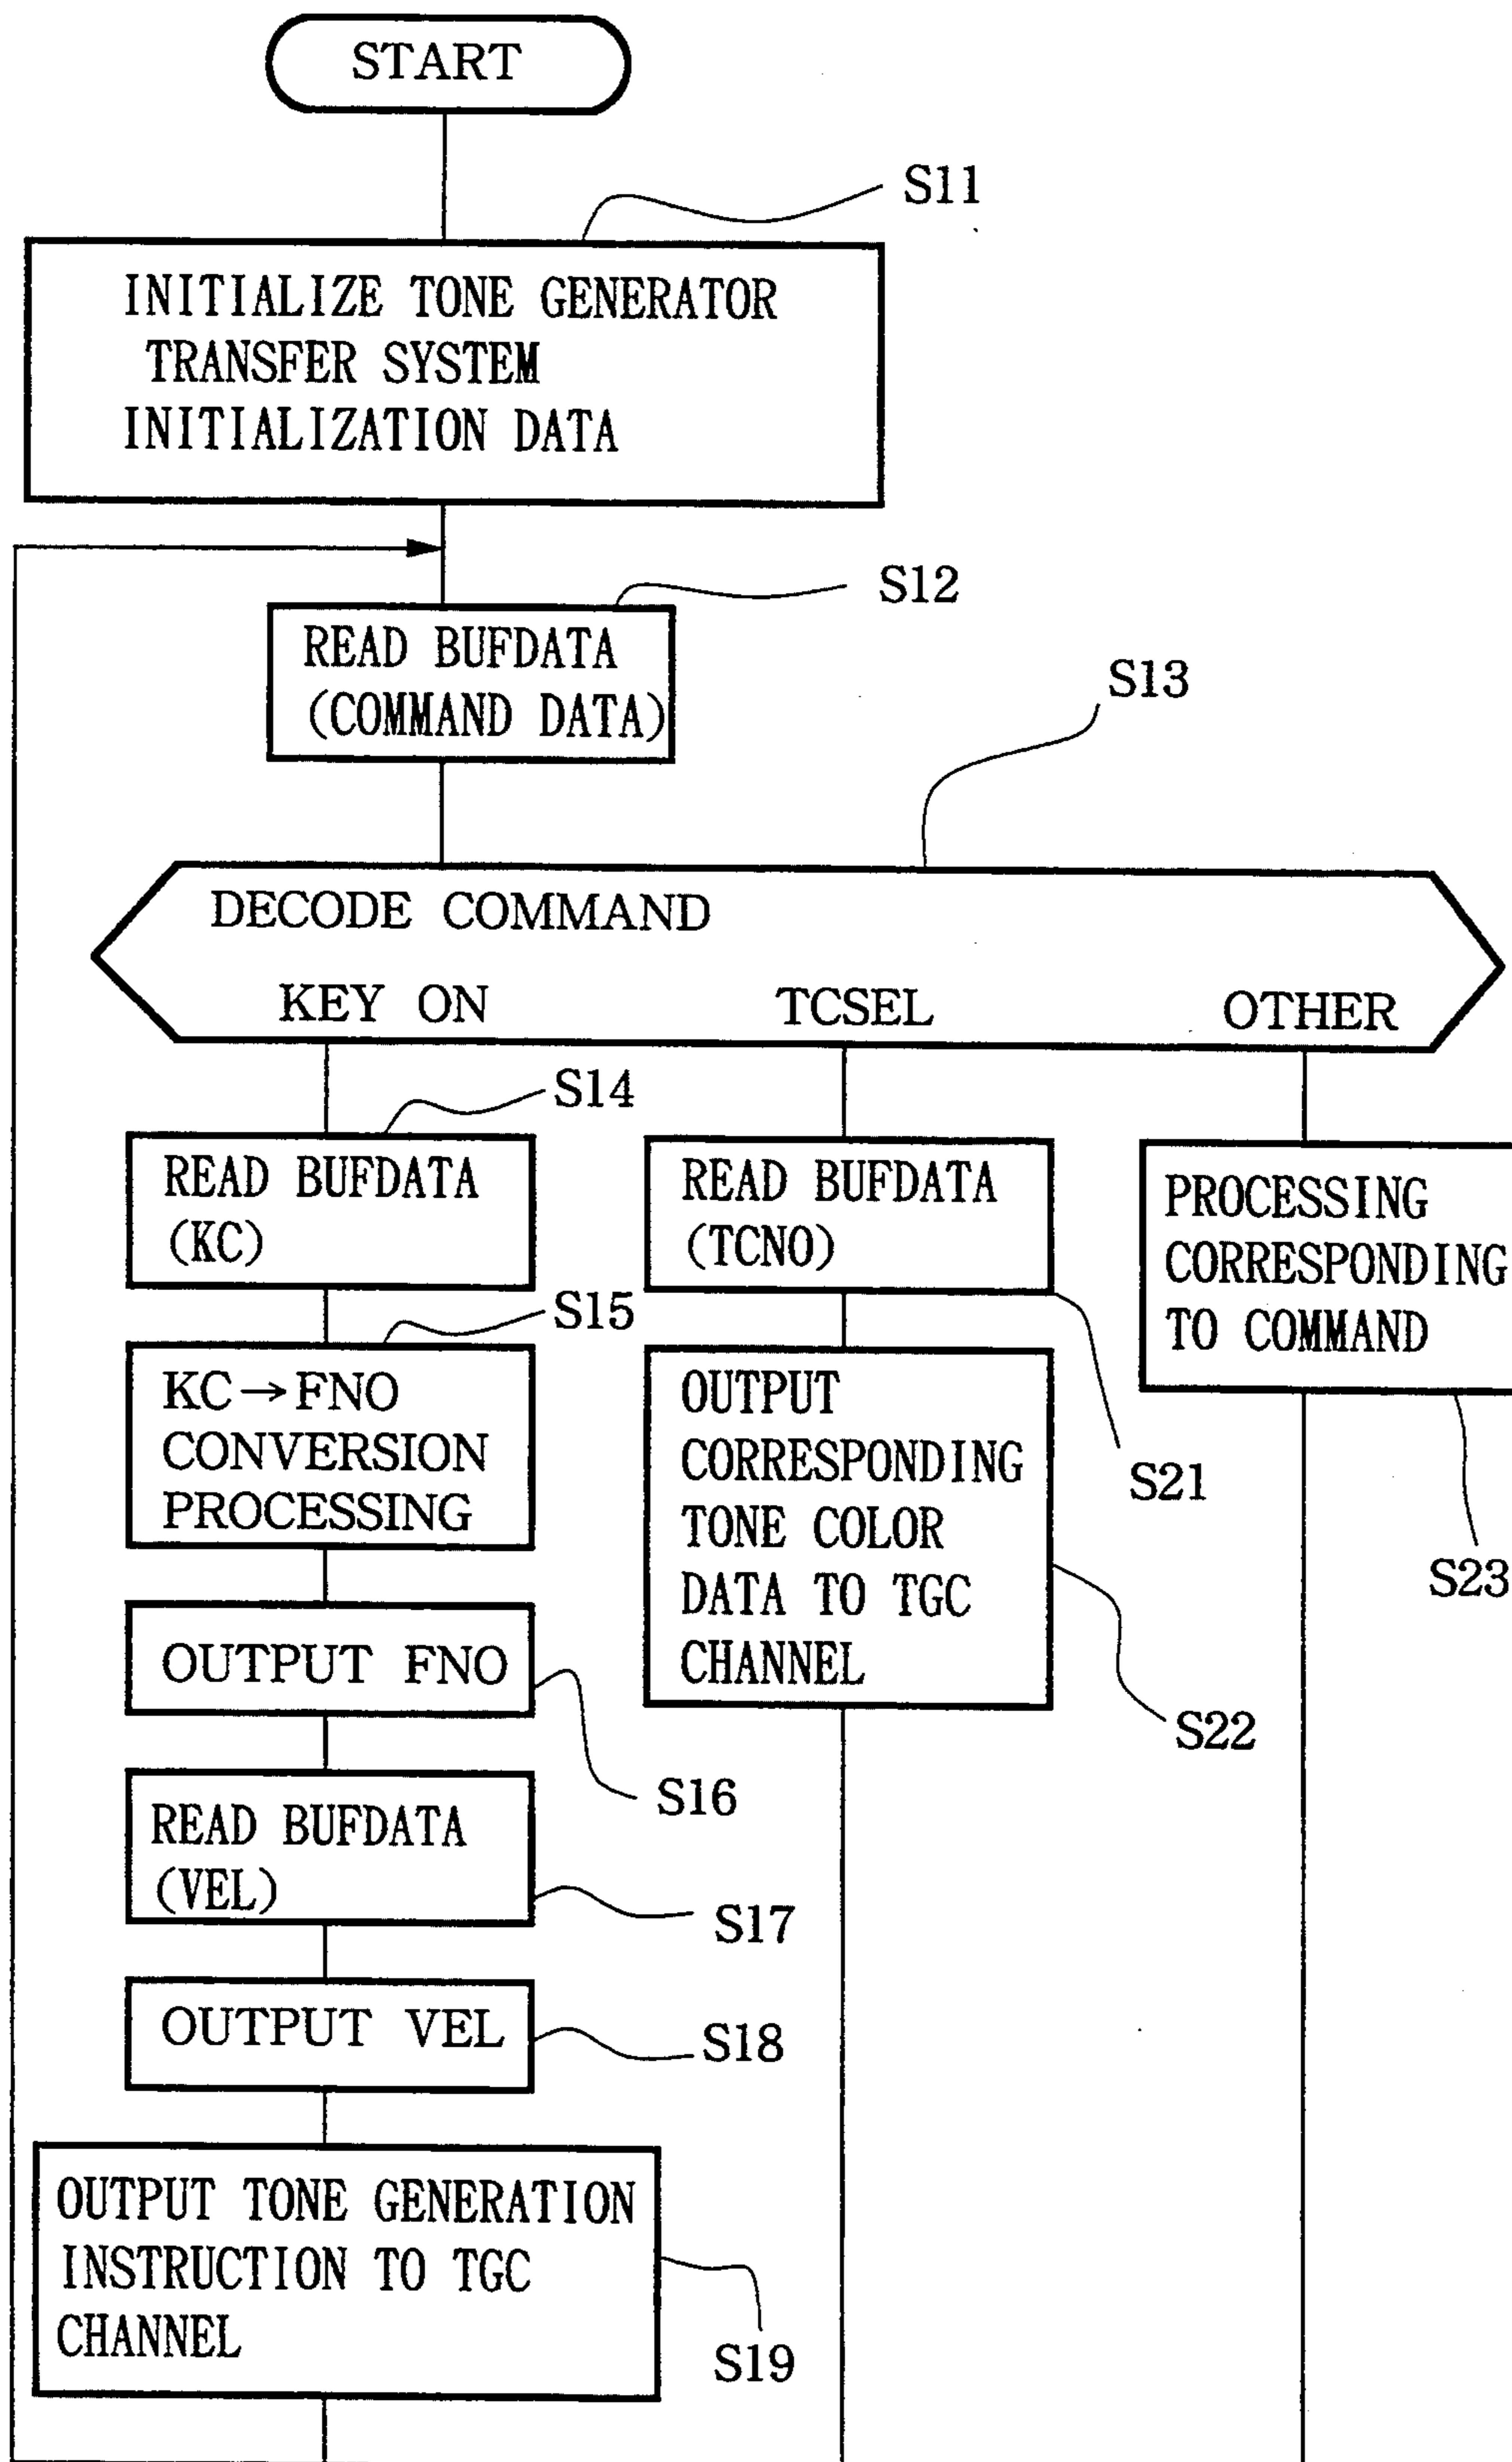 START
S11
INITIALIZE TONE GENERATOR
TRANSFER SYSTEM
INITIALIZATION DATA
S12
READ BUFDATA
(COMMAND DATA)
S13
DECODE COMMAND
KEY ON
TCSEL
OTHER
S14
READ BUFDATA
(KC)
S15
KC→FNO
CONVERSION
PROCESSING
OUTPUT FNO
S16
READ BUFDATA
(VEL)
S17
OUTPUT VEL
S18
OUTPUT TONE GENERATION
INSTRUCTION TO TGC
CHANNEL
S19
READ BUFDATA
(TCNO)
S21
OUTPUT
CORRESPONDING
TONE COLOR
DATA TO TGC
CHANNEL
S22
PROCESSING
CORRESPONDING
TO COMMAND
S23